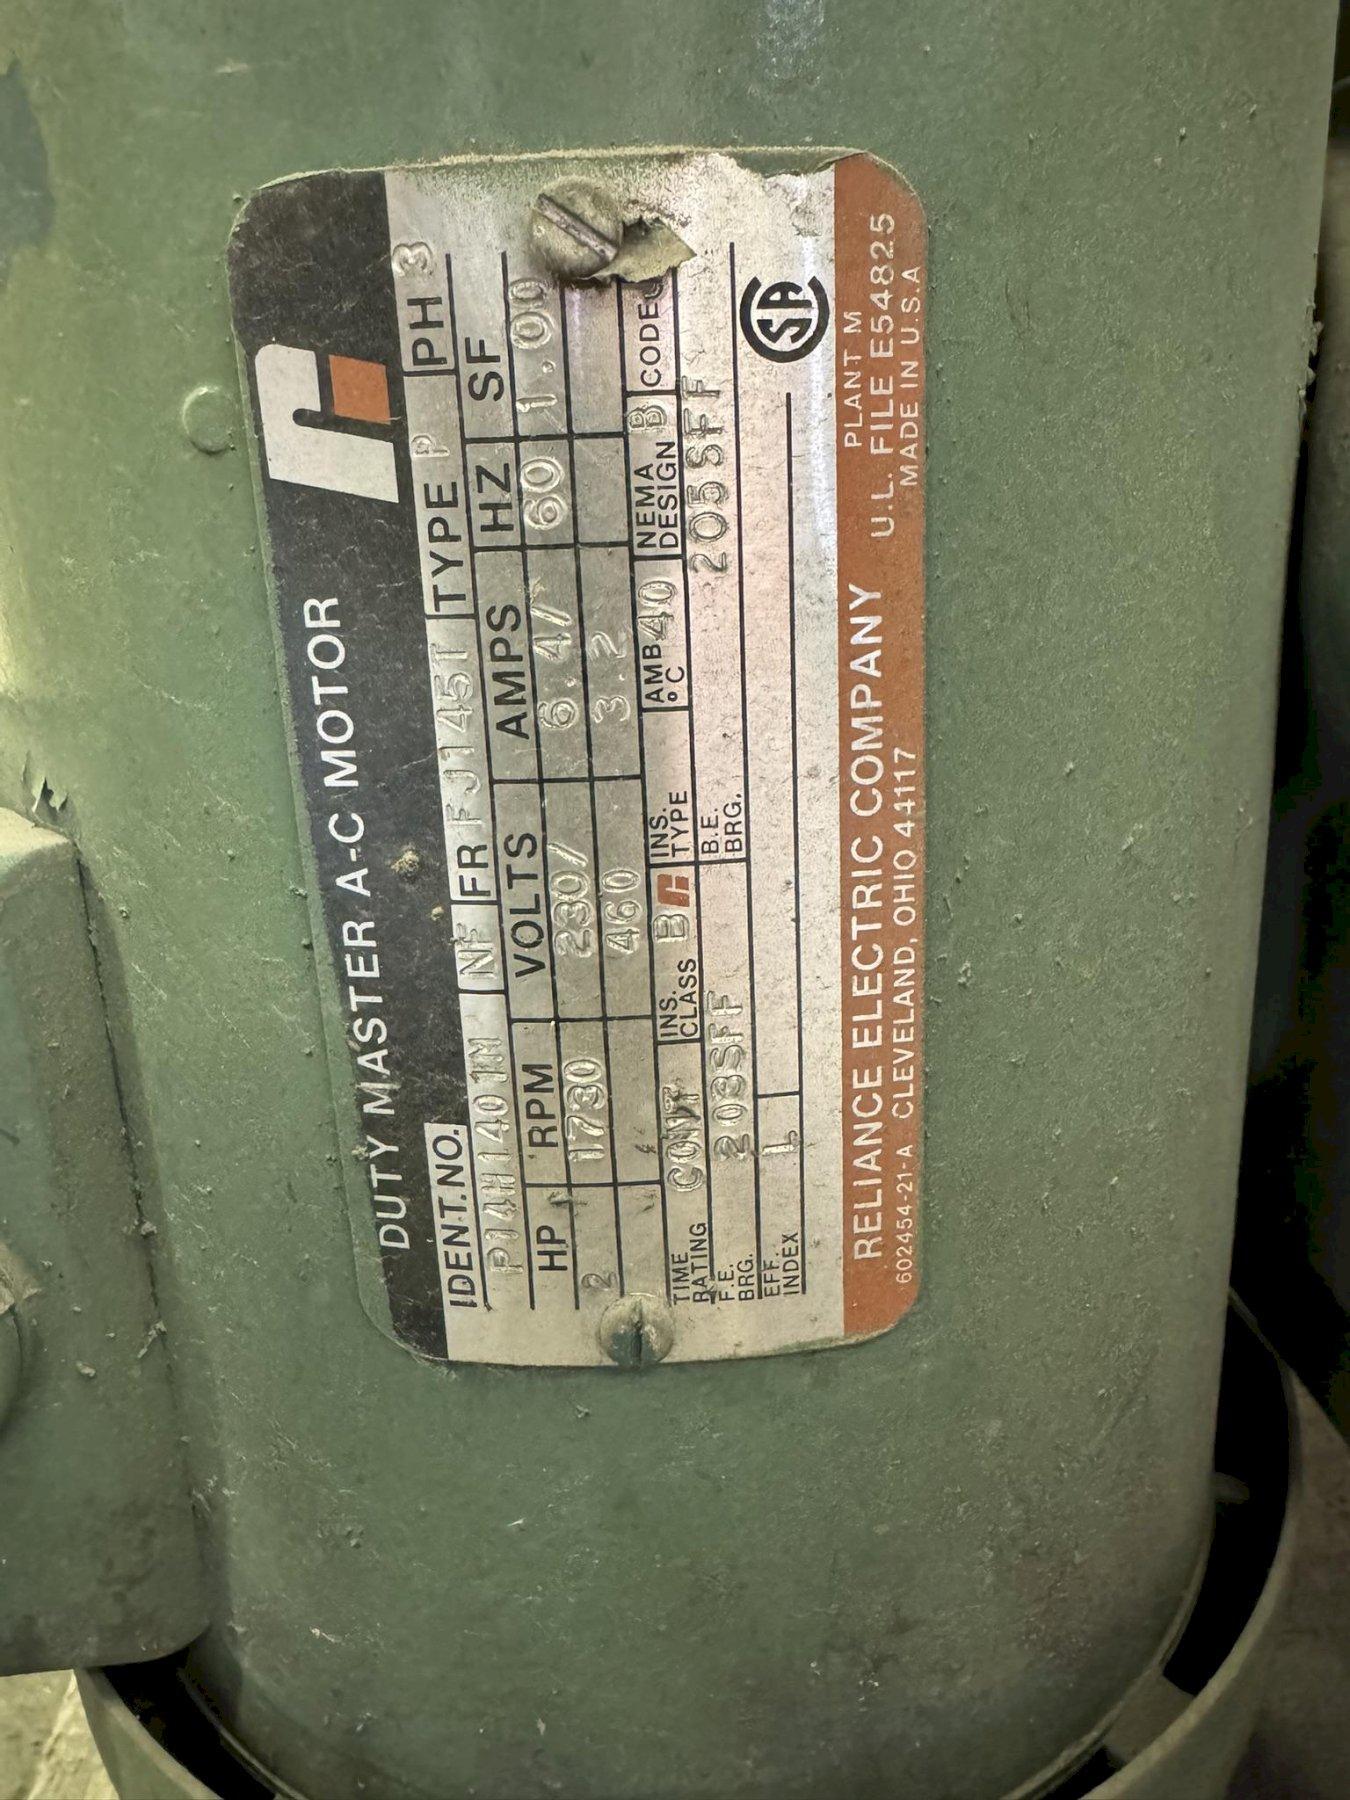 DUTY MASTER A-C MOTOR
IDENT. NO. P14H1401M NF FR FJ145T TYPE P PH 3
HP RPM VOLTS AMPS HZ SF
2 1730 230/ 6.4/ 60 1.00
460 3.2
TIME RATING CONT INS. CLASS B INS. TYPE AMB °C 40 NEMA DESIGN B CODE
F.E. BRG. 203SFF B.E. BRG. 205SFF
EFF. INDEX L
SA
RELIANCE ELECTRIC COMPANY PLANT M
602454-21-A CLEVELAND, OHIO 44117 U.L. FILE E54825
MADE IN U.S.A